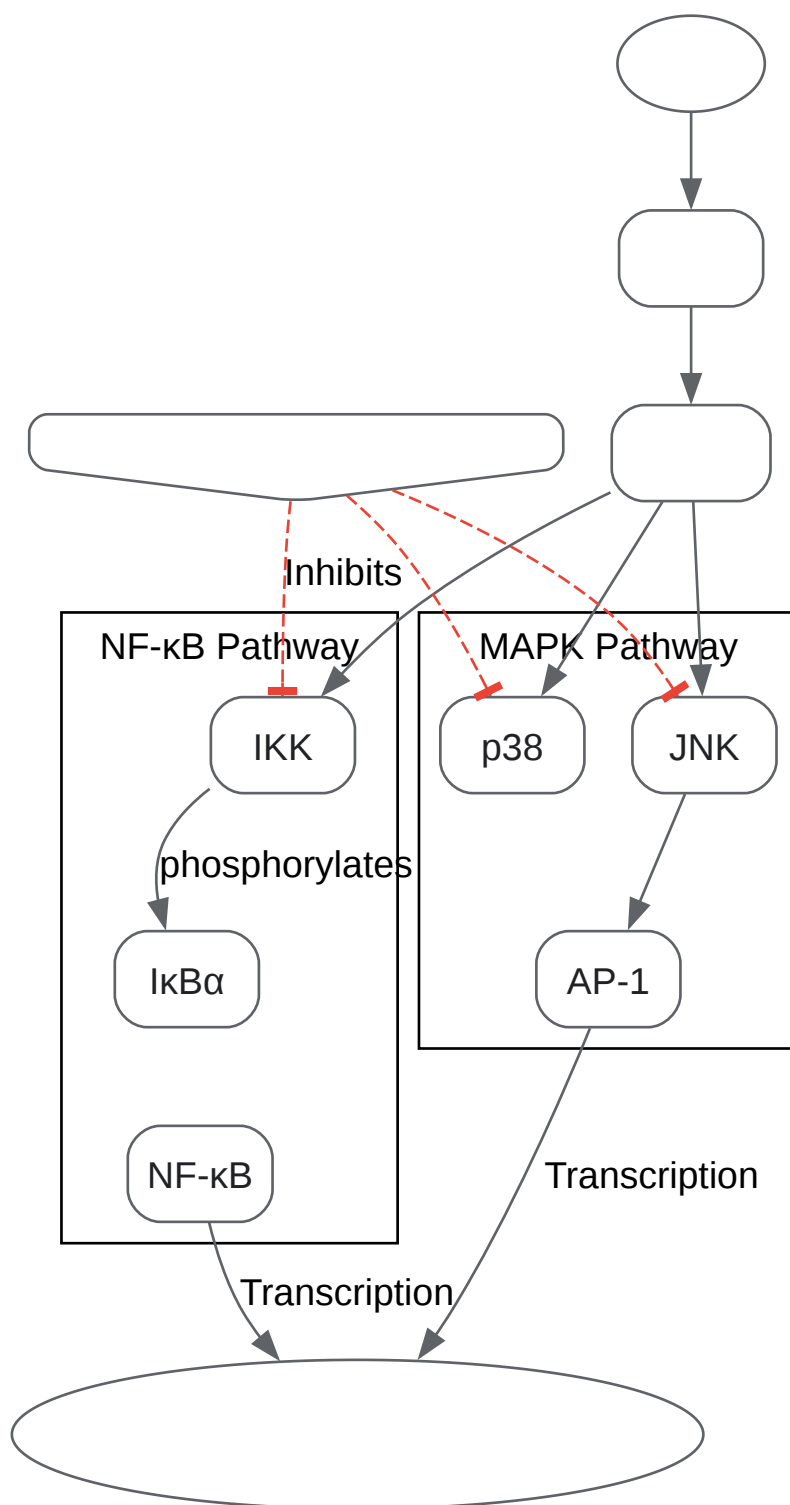 Inhibits
NF-κB Pathway
MAPK Pathway
IKK
p38
JNK
phosphorylates
IκBα
AP-1
NF-κB
Transcription
Transcription